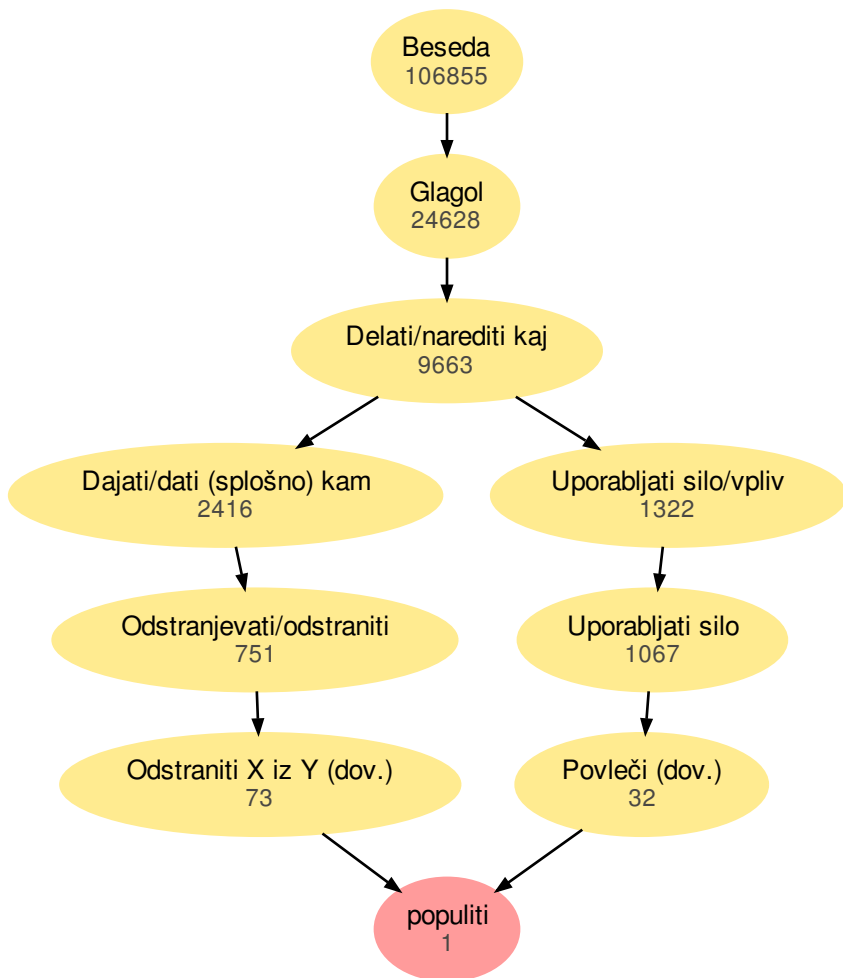 Beseda
106855
Glagol
24628
Delati/narediti kaj
9663
Dajati/dati (splošno) kam
2416
Uporabljati silo/vpliv
1322
Odstranjevati/odstraniti
751
Uporabljati silo
1067
Odstraniti X iz Y (dov.)
73
Povleči (dov.)
32
populiti
1